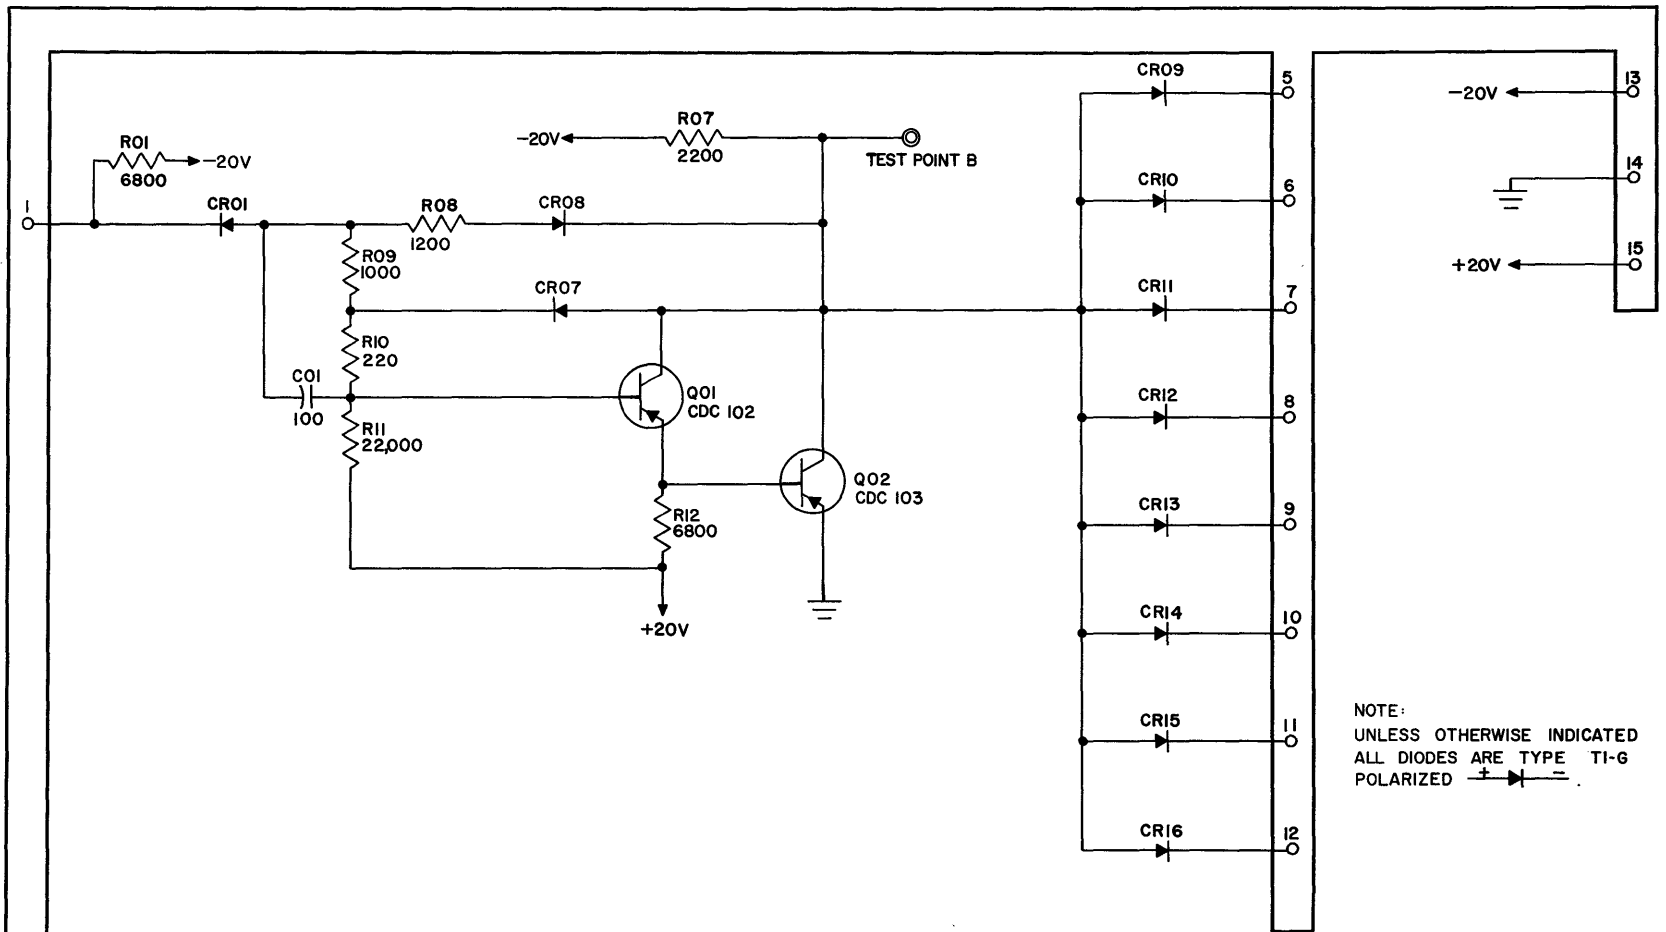 CR09
5
13
-20V
R07
-20V
2200
TEST POINT B
R01
-20V
6800
14
CR10
6
1
CR01
R08
CR08
1200
R09
1000
15
+20V
CR07
CR11
7
R10
220
C01
100
Q01
CDC 102
CR12
8
R11
22,000
Q02
CDC 103
CR13
9
R12
6800
+20V
CR14
10
CR15
11
NOTE:
UNLESS OTHERWISE INDICATED
ALL DIODES ARE TYPE TI-G
POLARIZED + - .
CR16
12